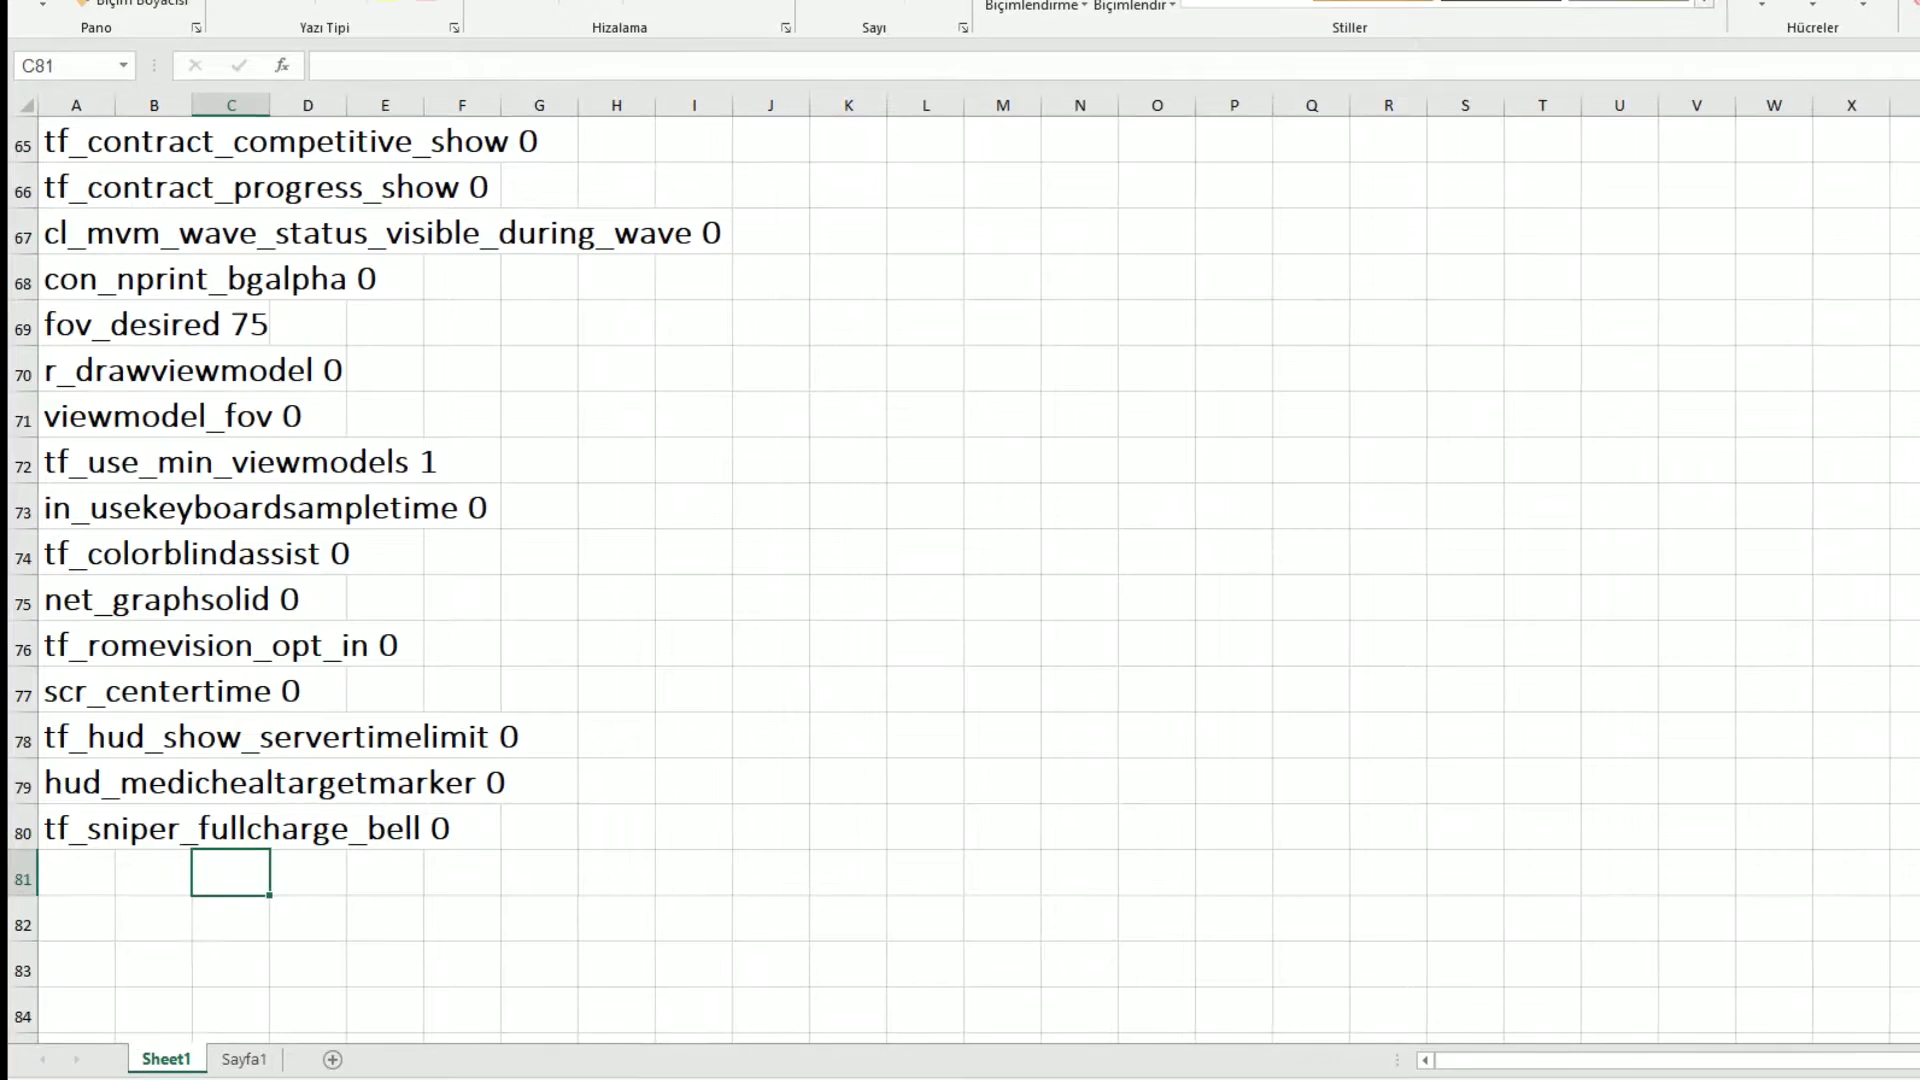 Biçim Boyacısı
Biçimlendirme Biçimlendir
Pano
Yazı Tipi
Hizalama
Sayı
Stiller
Hücreler
C81
fx
A B C D E F G H I J K L M N O P Q R S T U V W X
65 tf_contract_competitive_show 0
66 tf_contract_progress_show 0
67 cl_mvm_wave_status_visible_during_wave 0
68 con_nprint_bgalpha 0
69 fov_desired 75
70 r_drawviewmodel 0
71 viewmodel_fov 0
72 tf_use_min_viewmodels 1
73 in_usekeyboardsampletime 0
74 tf_colorblindassist 0
75 net_graphsolid 0
76 tf_romevision_opt_in 0
77 scr_centertime 0
78 tf_hud_show_servertimelimit 0
79 hud_medichealtargetmarker 0
80 tf_sniper_fullcharge_bell 0
81
82
83
84
Sheet1
Sayfa1